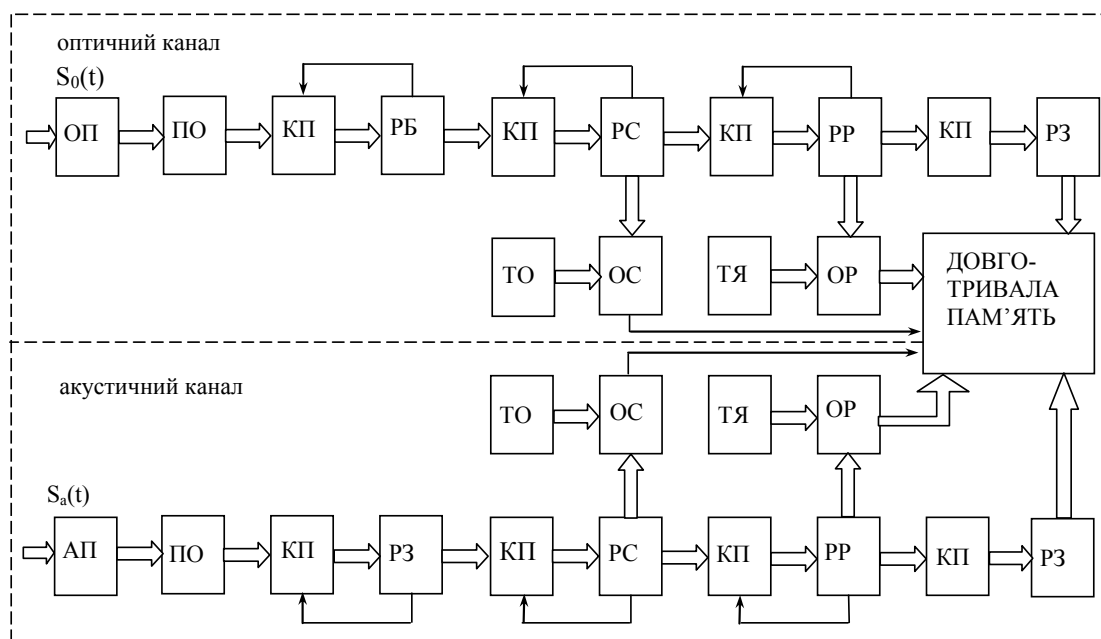 оптичний канал
S₀(t)
ОП
ПО
КП
РБ
КП
РС
КП
РР
КП
РЗ
ТО
ОС
ТЯ
ОР
ДОВГО-
ТРИВАЛА
ПАМ’ЯТЬ
акустичний канал
ТО
ОС
ТЯ
ОР
Sₐ(t)
АП
ПО
КП
РЗ
КП
РС
КП
РР
КП
РЗ